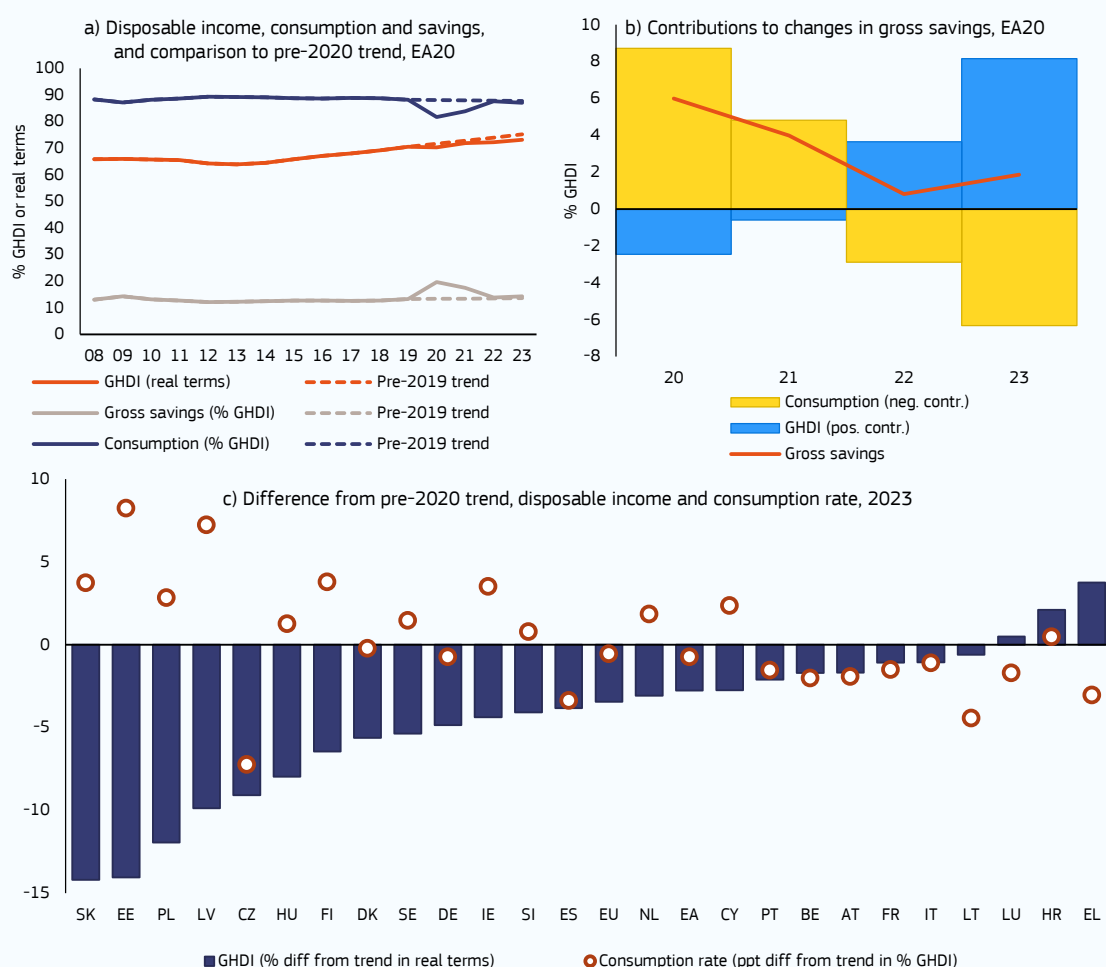 a) Disposable income, consumption and savings,
and comparison to pre-2020 trend, EA20
100
90
80
70
60
50
40
30
20
10
0
% GHDI or real terms
08 09 10 11 12 13 14 15 16 17 18 19 20 21 22 23
GHDI (real terms) Pre-2019 trend
Gross savings (% GHDI) Pre-2019 trend
Consumption (% GHDI) Pre-2019 trend
b) Contributions to changes in gross savings, EA20
10
8
6
4
2
0
-2
-4
-6
-8
% GHDI
20 21 22 23
Consumption (neg. contr.)
GHDI (pos. contr.)
Gross savings
c) Difference from pre-2020 trend, disposable income and consumption rate, 2023
10
5
0
-5
-10
-15
SK EE PL LV CZ HU FI DK SE DE IE SI ES EU NL EA CY PT BE AT FR IT LT LU HR EL
GHDI (% diff from trend in real terms) Consumption rate (ppt diff from trend in % GHDI)